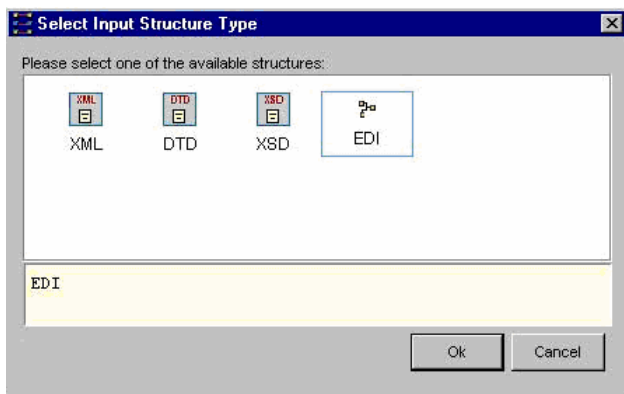 Select Input Structure Type
Please select one of the available structures:
XML DTD XSD
XML DTD XSD EDI
EDI
Ok Cancel